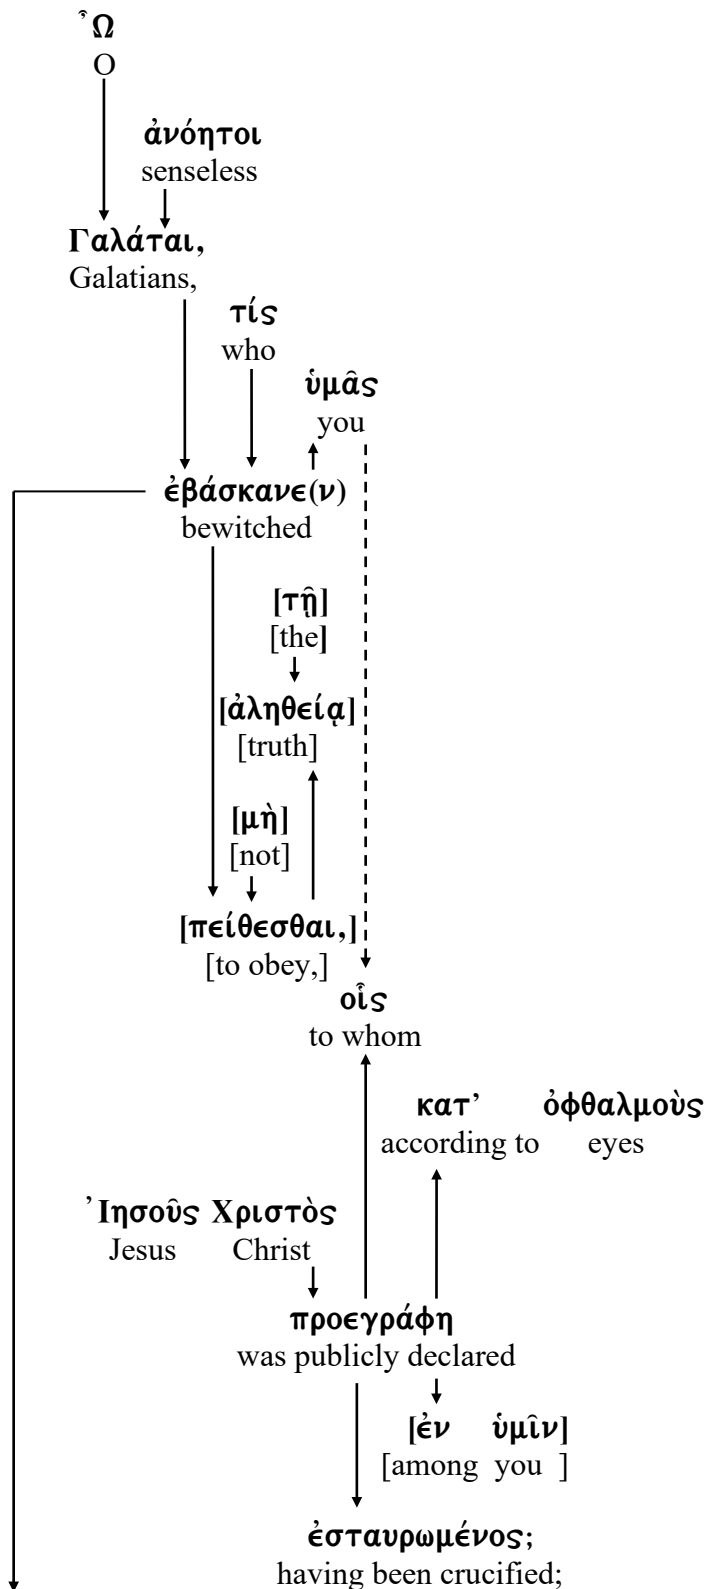 Ὦ
O
ἀνόητοι
senseless
Γαλάται,
Galatians,
τίς
who
ὑμᾶς
you
ἐβάσκανε(ν)
bewitched
[τῇ]
[the]
[ἀληθείᾳ]
[truth]
[μὴ]
[not]
[πείθεσθαι,]
[to obey,]
οἷς
to whom
κατ’ ὀφθαλμοὺς
according to eyes
Ἰησοῦς Χριστὸς
Jesus Christ
προεγράφη
was publicly declared
[ἐν ὑμῖν]
[among you ]
ἐσταυρωμένος;
having been crucified;